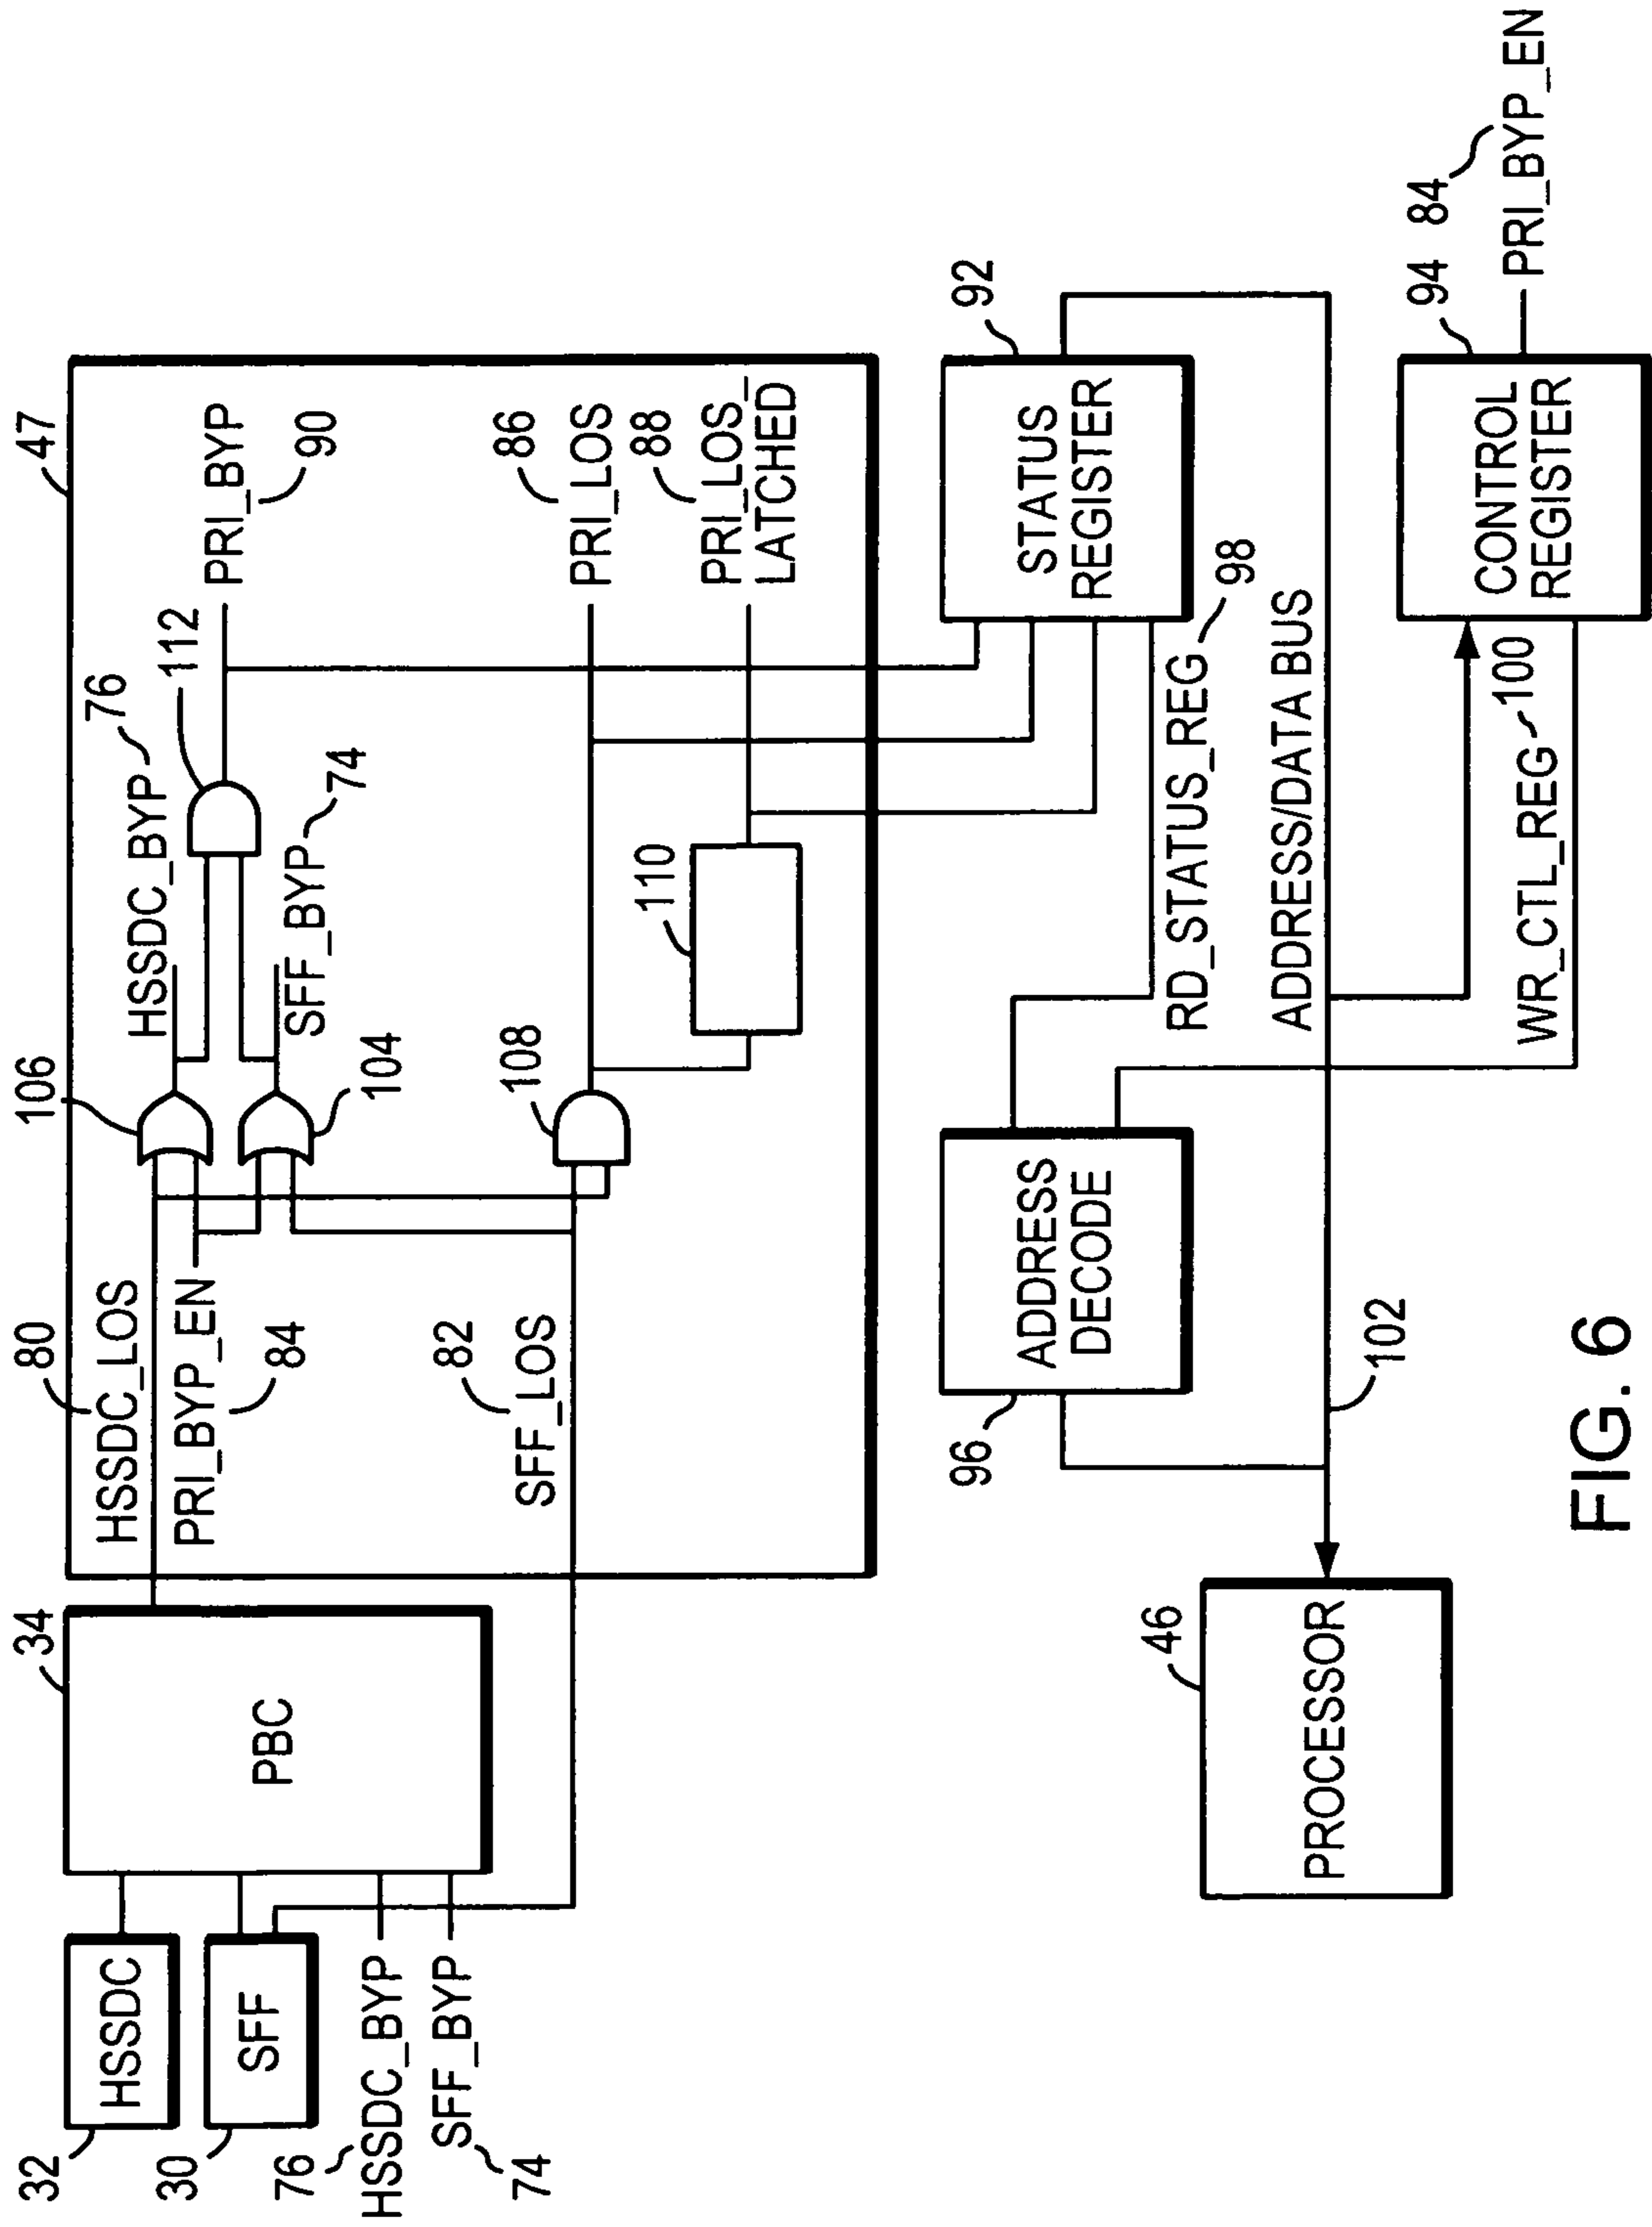 47
34
80
HSSDC_LOS
106
HSSDC_BYP
76
112
PRI_BYP
90
32
HSSDC
30
SFF
PBC
PRI_BYP_EN
84
104
SFF_BYP
74
76
HSSDC_BYP
SFF_BYP
74
82
SFF_LOS
108
86
PRI_LOS
110
88
PRI_LOS_
LATCHED
96
ADDRESS
DECODE
92
STATUS
REGISTER
RD_STATUS_REG
98
46
PROCESSOR
102
ADDRESS/DATA BUS
94
CONTROL
REGISTER
84
PRI_BYP_EN
WR_CTL_REG
100
FIG. 6